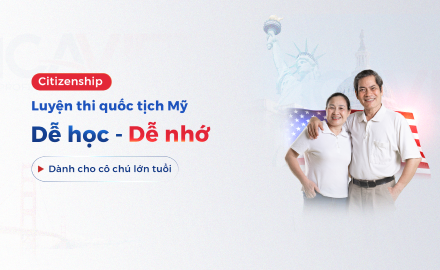 Citizenship
Luyện thi quốc tịch Mỹ
Dễ học - Dễ nhớ
Dành cho cô chú lớn tuổi